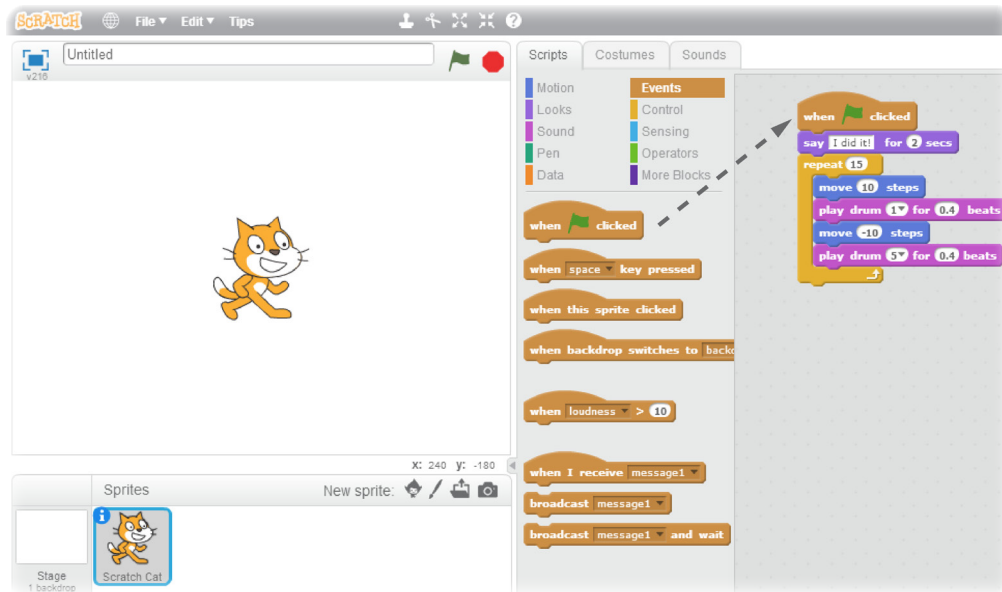 SCRATCH File Edit Tips
v216
Untitled
x: 240 y: -180
Sprites New sprite:
Stage
1 backdrop
Scratch Cat
Scripts Costumes Sounds
Motion Events
Looks Control
Sound Sensing
Pen Operators
Data More Blocks
when clicked
when space key pressed
when this sprite clicked
when backdrop switches to
when loudness > 10
when I receive message1
broadcast message1
broadcast message1 and wait
when clicked
say I did it! for 2 secs
repeat 15
move 10 steps
play drum 1 for 0.4 beats
move -10 steps
play drum 5 for 0.4 beats